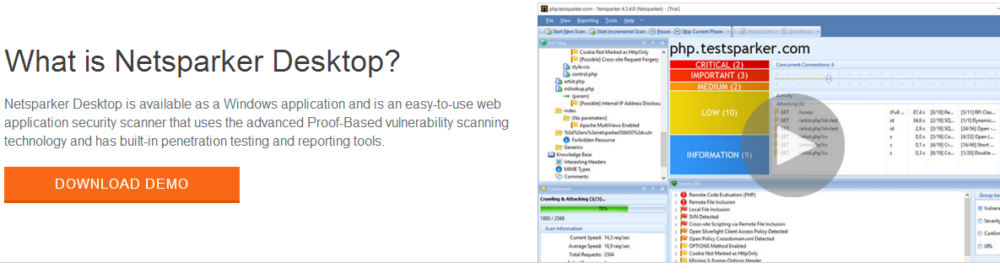 What is Netsparker Desktop?
Netsparker Desktop is available as a Windows application and is an easy-to-use web
application security scanner that uses the advanced Proof-Based vulnerability scanning
technology and has built-in penetration testing and reporting tools.
DOWNLOAD DEMO
php.testsparker.com - Netsparker 4.1.4.0 (Netsparker) - [Trial]
File View Reporting Tools Help
Start New Scan Start Incremental Scan Pause Skip Current Phase Import Links Start Proxy
Site Map
Cookie Not Marked as HttpOnly
[Possible] Cross-site Request Forgery
style.css
control.php
artist.php
nslookup.php
(param)
[Possible] Internal IP Address Disclosu
index
[No parameters]
Apache MultiViews Enabled
%0d%0ans%3anetsparker056650%3dvuln
Forbidden Resource
Generics
Knowledge Base
Interesting Headers
MIME Types
Comments
Dashboard
Crawling & Attacking (2/3)...
70%
1800 / 2568
Scan Information
Current Speed: 14,3 req/sec
Average Speed: 16,9 req/sec
Total Requests: 2304
php.testsparker.com
CRITICAL (2)
IMPORTANT (3)
MEDIUM (2)
LOW (10)
INFORMATION (9)
Concurrent Connections: 6
Activity
Attacking (6)
GET /icons/ (Full ... 87,4 s [8/19] Re... [5/11] RFI Clas...
GET /artist.php?id=test id 34,6 s [12/19] SQ... [1/1] Dynamic...
GET /artist.php?id=test id 2,9 s [3/19] SQ... [24/56] Open -...
GET /artist.php s 0,0 s [5/19] Co... [4/23] Open (...
GET /artist.php s 0,1 s [4/19] Cr... [16/46] Short ...
GET /artist.php s 0,3 s [6/19] Co... [1/20] Double ...
Issues (26)
Remote Code Evaluation (PHP)
Remote File Inclusion
Local File Inclusion
SVN Detected
Cross-site Scripting via Remote File Inclusion
Open Silverlight Client Access Policy Detected
Open Policy Crossdomain.xml Detected
OPTIONS Method Enabled
Cookie Not Marked as HttpOnly
Missing X-Frame-Options Header
Group Iss
Vulnera
Severity
Confirm
URL